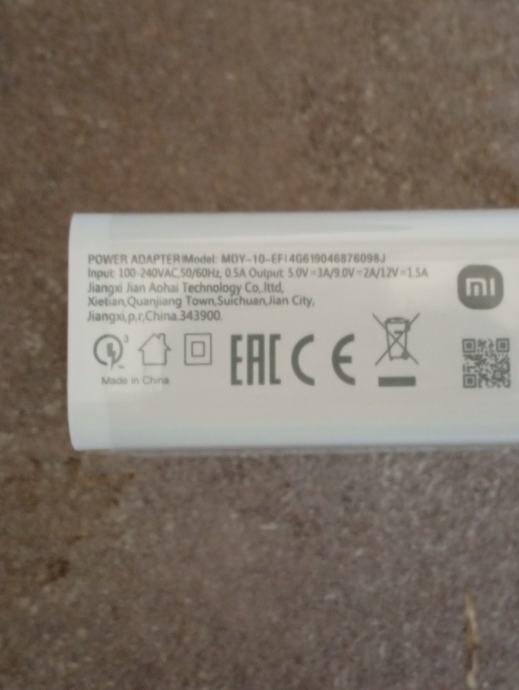 POWER ADAPTER Model: MDY-10-EF 4G619046876098J
Input: 100-240VAC,50/60Hz, 0.5A Output: 5.0V⎓3A/9.0V⎓2A/12V⎓1.5A
Jiangxi Jian Aohai Technology Co,ltd,
Xietian,Quanjiang Town,Suichuan,Jian City,
Jiangxi,p,r,China.343900.
mi
3
EAC CE
Made in China